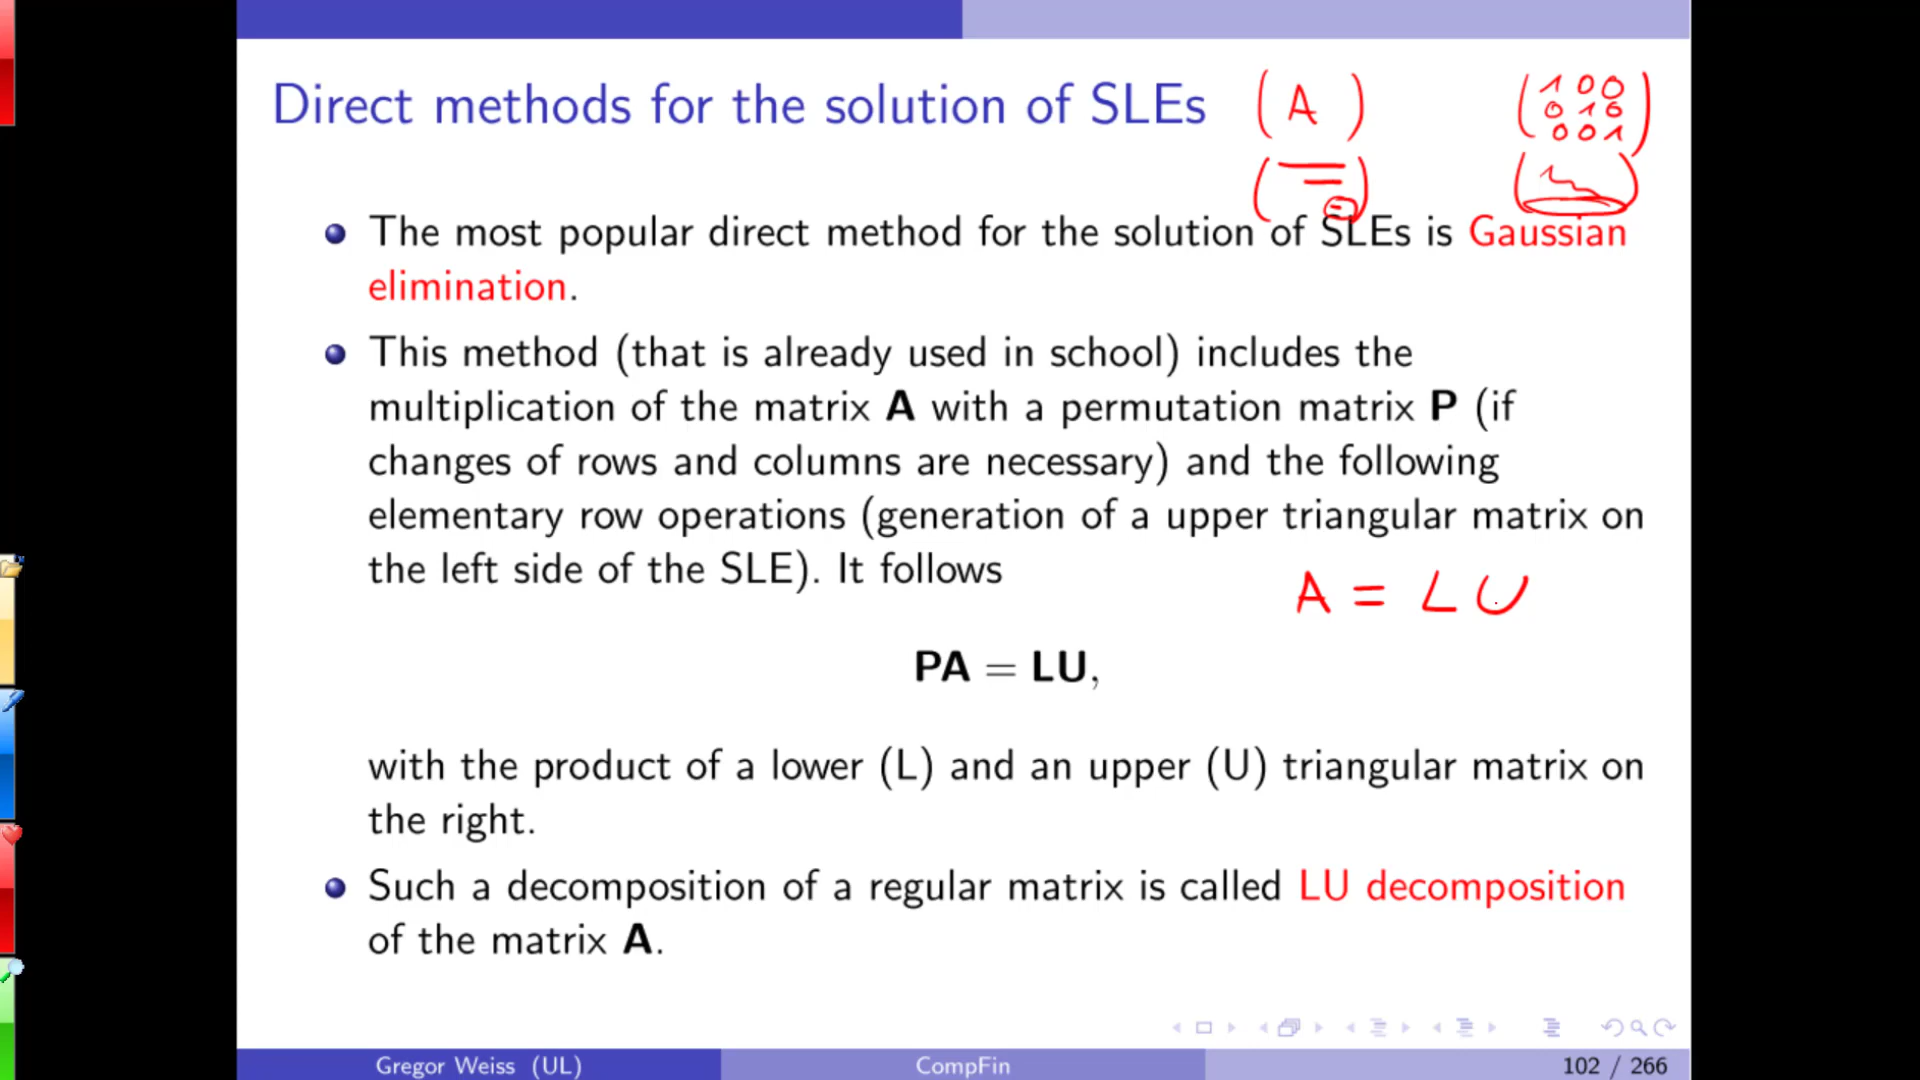 Direct methods for the solution of SLEs
( A )
( 1 0 0
0 1 0
0 0 1 )
The most popular direct method for the solution of SLEs is Gaussian
elimination.
This method (that is already used in school) includes the
multiplication of the matrix A with a permutation matrix P (if
changes of rows and columns are necessary) and the following
elementary row operations (generation of a upper triangular matrix on
the left side of the SLE). It follows
A = L U
PA = LU,
with the product of a lower (L) and an upper (U) triangular matrix on
the right.
Such a decomposition of a regular matrix is called LU decomposition
of the matrix A.
Gregor Weiss (UL) CompFin 102 / 266